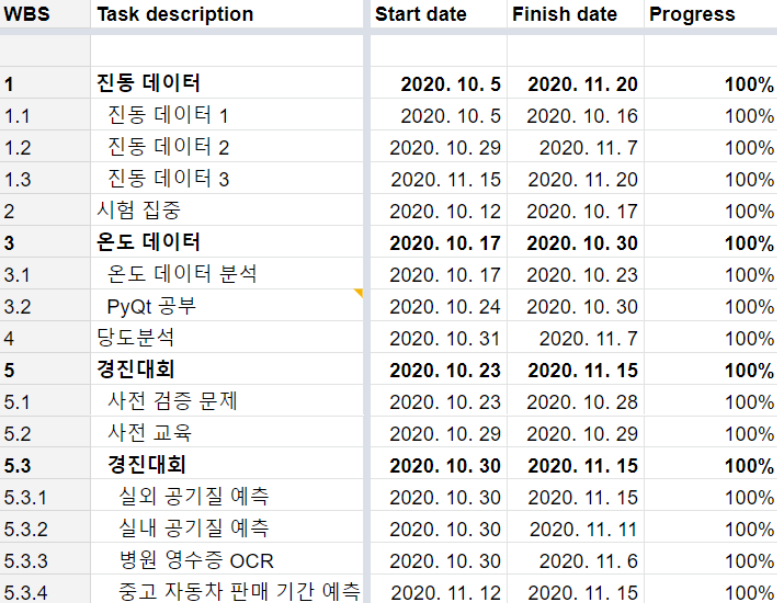 WBS Task description Start date Finish date Progress
1 진동 데이터 2020. 10. 5 2020. 11. 20 100%
1.1 진동 데이터 1 2020. 10. 5 2020. 10. 16 100%
1.2 진동 데이터 2 2020. 10. 29 2020. 11. 7 100%
1.3 진동 데이터 3 2020. 11. 15 2020. 11. 20 100%
2 시험 집중 2020. 10. 12 2020. 10. 17 100%
3 온도 데이터 2020. 10. 17 2020. 10. 30 100%
3.1 온도 데이터 분석 2020. 10. 17 2020. 10. 23 100%
3.2 PyQt 공부 2020. 10. 24 2020. 10. 30 100%
4 당도분석 2020. 10. 31 2020. 11. 7 100%
5 경진대회 2020. 10. 23 2020. 11. 15 100%
5.1 사전 검증 문제 2020. 10. 23 2020. 10. 28 100%
5.2 사전 교육 2020. 10. 29 2020. 10. 29 100%
5.3 경진대회 2020. 10. 30 2020. 11. 15 100%
5.3.1 실외 공기질 예측 2020. 10. 30 2020. 11. 15 100%
5.3.2 실내 공기질 예측 2020. 10. 30 2020. 11. 11 100%
5.3.3 병원 영수증 OCR 2020. 10. 30 2020. 11. 6 100%
5.3.4 중고 자동차 판매 기간 예측 2020. 11. 12 2020. 11. 15 100%